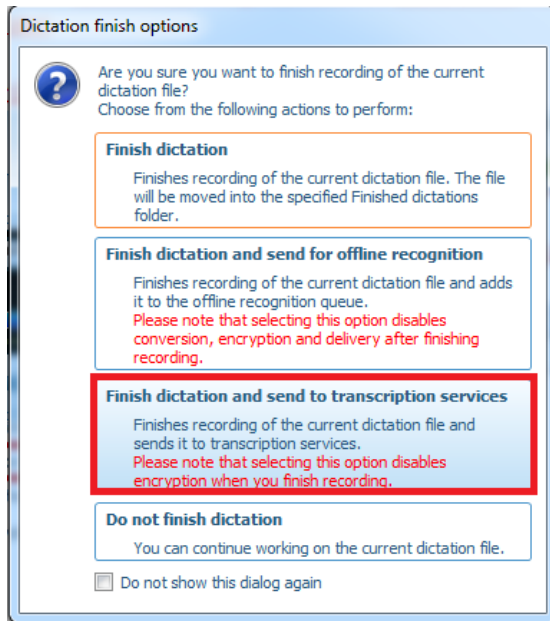 Dictation finish options
Are you sure you want to finish recording of the current
dictation file?
Choose from the following actions to perform:
Finish dictation
Finishes recording of the current dictation file. The file
will be moved into the specified Finished dictations
folder.
Finish dictation and send for offline recognition
Finishes recording of the current dictation file and adds
it to the offline recognition queue.
Please note that selecting this option disables
conversion, encryption and delivery after finishing
recording.
Finish dictation and send to transcription services
Finishes recording of the current dictation file and
sends it to transcription services.
Please note that selecting this option disables
encryption when you finish recording.
Do not finish dictation
You can continue working on the current dictation file.
Do not show this dialog again